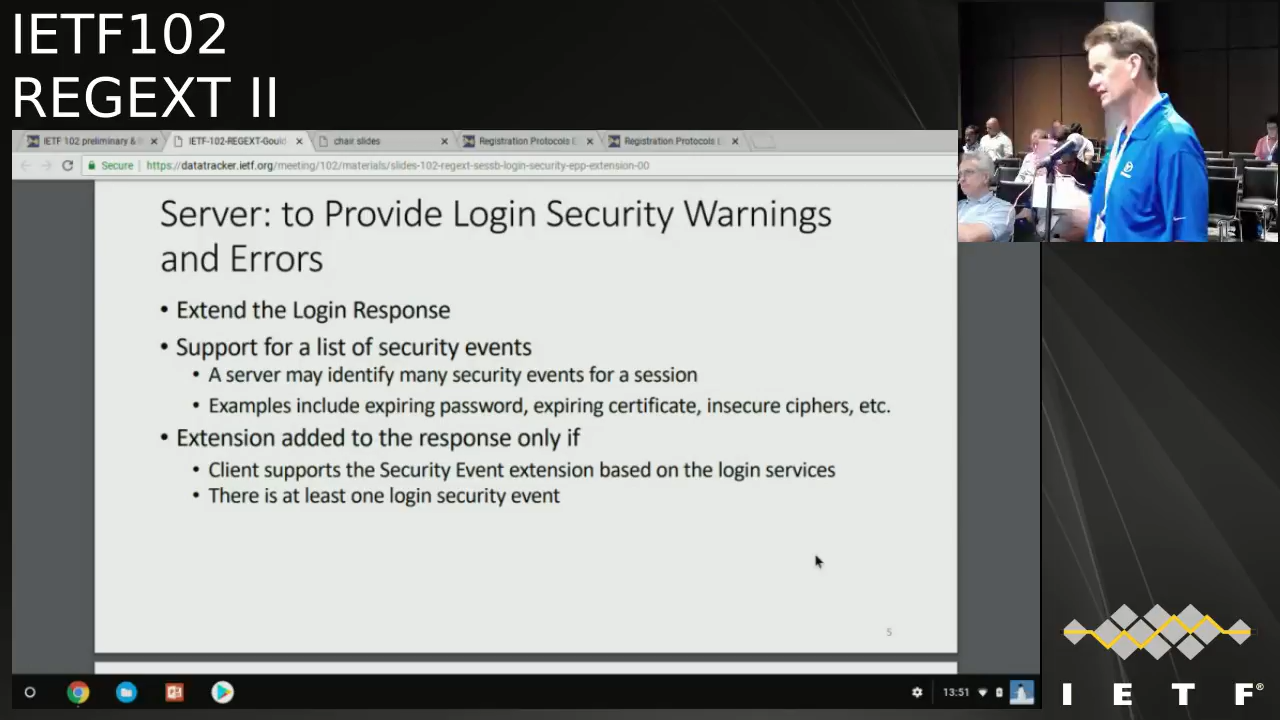 IETF102
REGEXT II
IETF 102 preliminary &
IETF-102-REGEXT-Gould
chair slides
Registration Protocols E
Registration Protocols E
Secure https://datatracker.ietf.org/meeting/102/materials/slides-102-regext-sessb-login-security-epp-extension-00
Server: to Provide Login Security Warnings
and Errors
• Extend the Login Response
• Support for a list of security events
• A server may identify many security events for a session
• Examples include expiring password, expiring certificate, insecure ciphers, etc.
• Extension added to the response only if
• Client supports the Security Event extension based on the login services
• There is at least one login security event
5
13:51
I E T F®